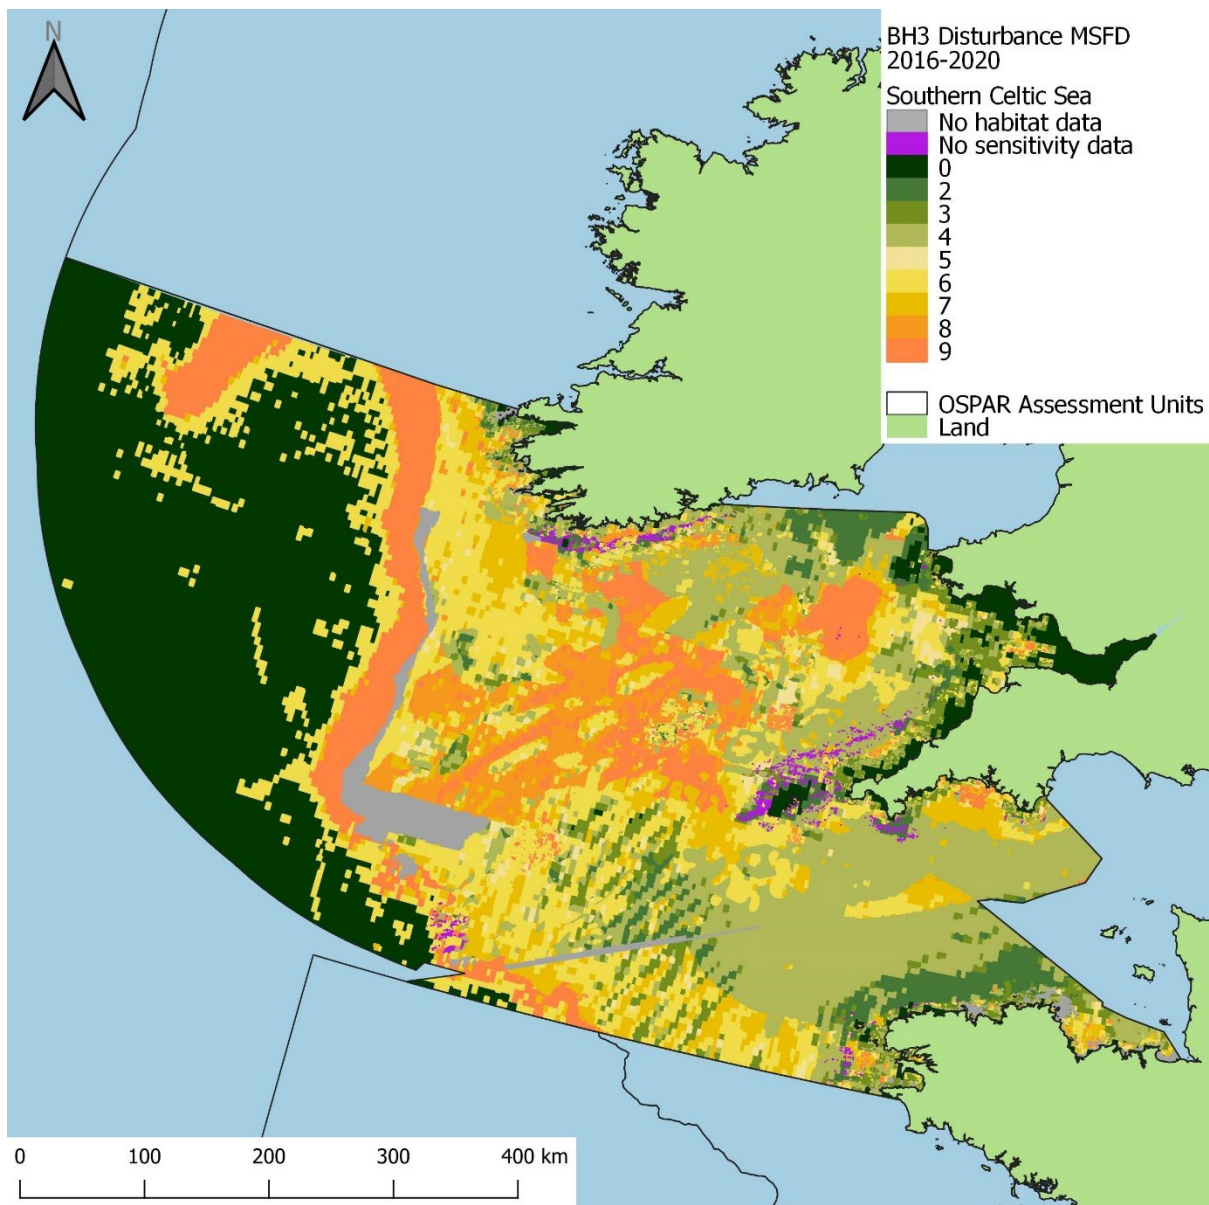 N
BH3 Disturbance MSFD
2016-2020
Southern Celtic Sea
No habitat data
No sensitivity data
0
2
3
4
5
6
7
8
9
OSPAR Assessment Units
Land
0 100 200 300 400 km